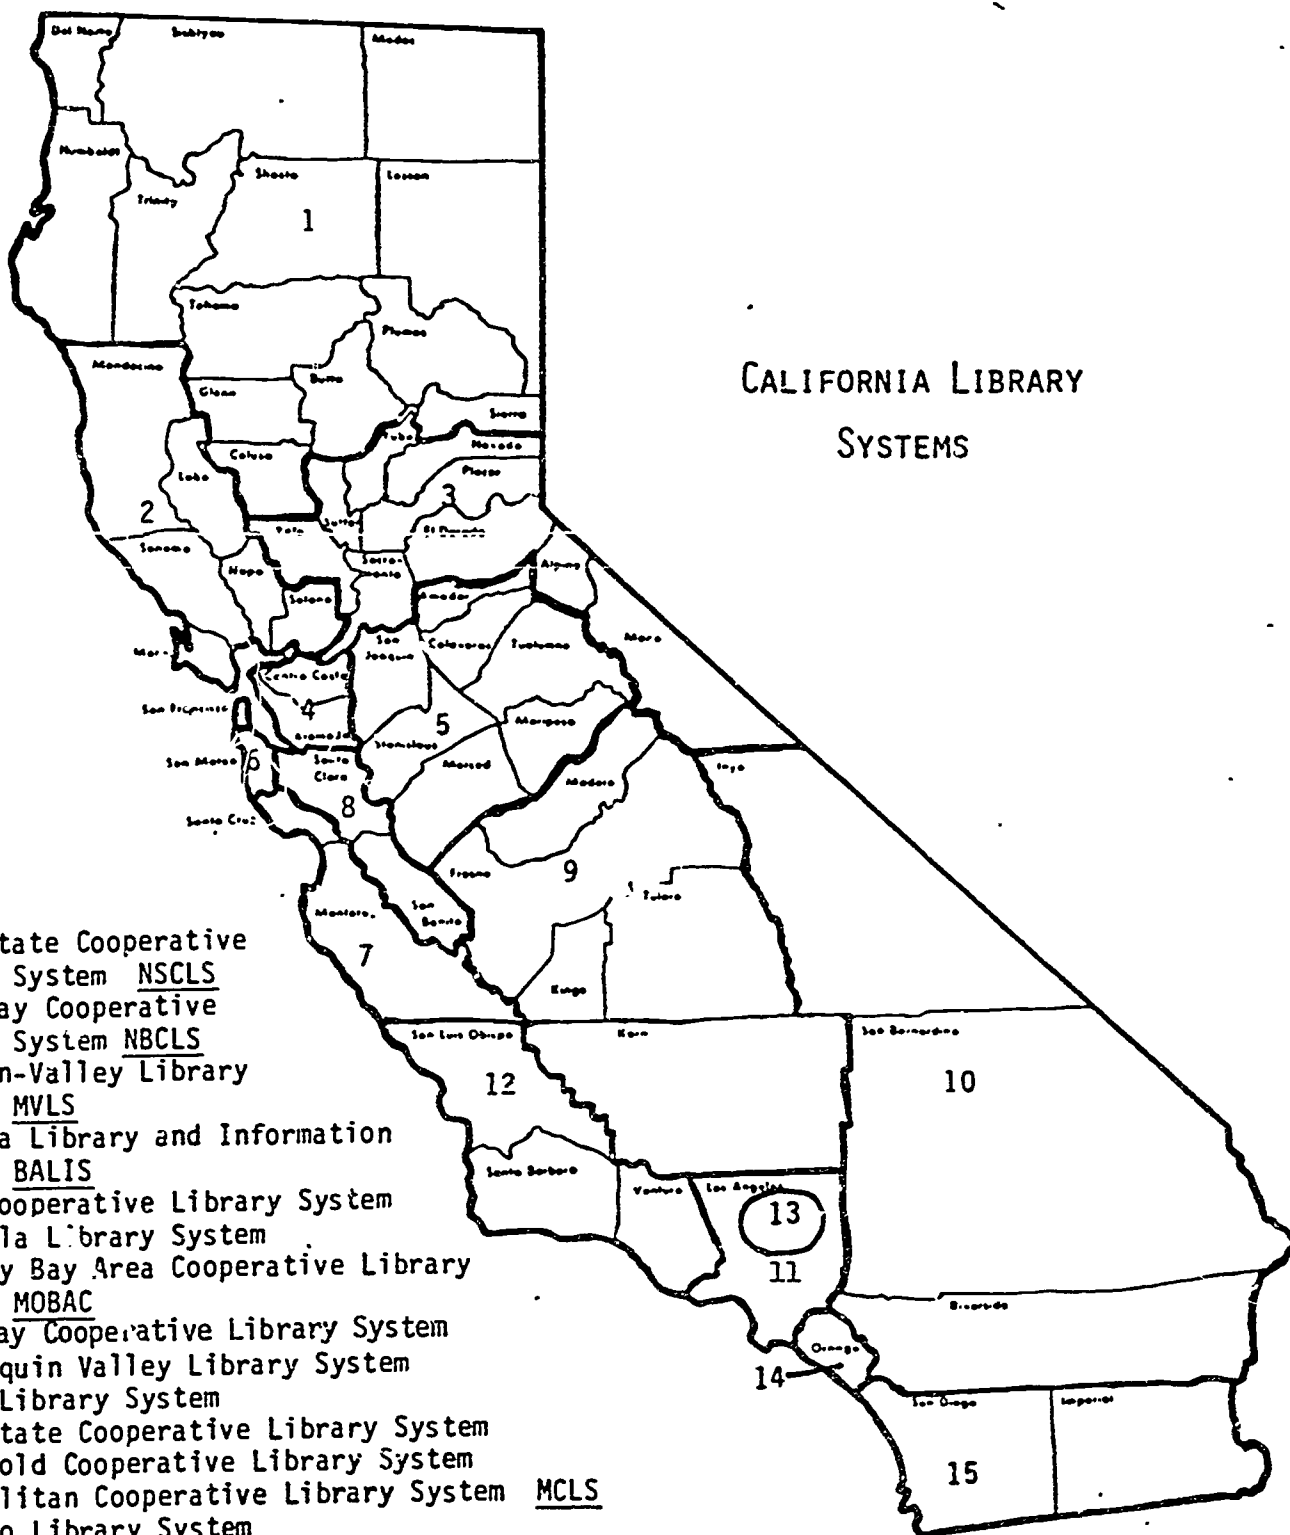 Del Norte
Siskiyou
Modoc
Humboldt
Trinity
Shasta
Lassen
1
Tehama
Plumas
Mendocino
Glenn
Butte
Sierra
Colusa
Yuba
Nevada
Lake
Placer
2
3
Yolo
Sutter
El Dorado
Sonoma
Napa
Sacra-
mento
Alpine
Solano
Amador
Mar-
San
Joaquin
Calaveras
Tuolumne
Mono
Contra Costa
San Francisco
4
5
Mariposa
Alameda
Stanislaus
San Mateo
6
Santa
Clara
Merced
Madera
Inyo
8
Santa Cruz
Fresno
9
Tulare
Monterey
San
Benito
7
Kings
San Luis Obispo
Kern
San Bernardino
12
10
Santa Barbara
Ventura
Los Angeles
13
11
Riverside
Orange
14
San Diego
Imperial
15
CALIFORNIA LIBRARY
SYSTEMS
tate Cooperative
System NSCLS
ay Cooperative
System NBCLS
n-Valley Library
MVLS
a Library and Information
BALIS
ooperative Library System
la Library System
y Bay Area Cooperative Library
MOBAC
ay Cooperative Library System
quin Valley Library System
Library System
tate Cooperative Library System
old Cooperative Library System
litan Cooperative Library System MCLS
o Library System